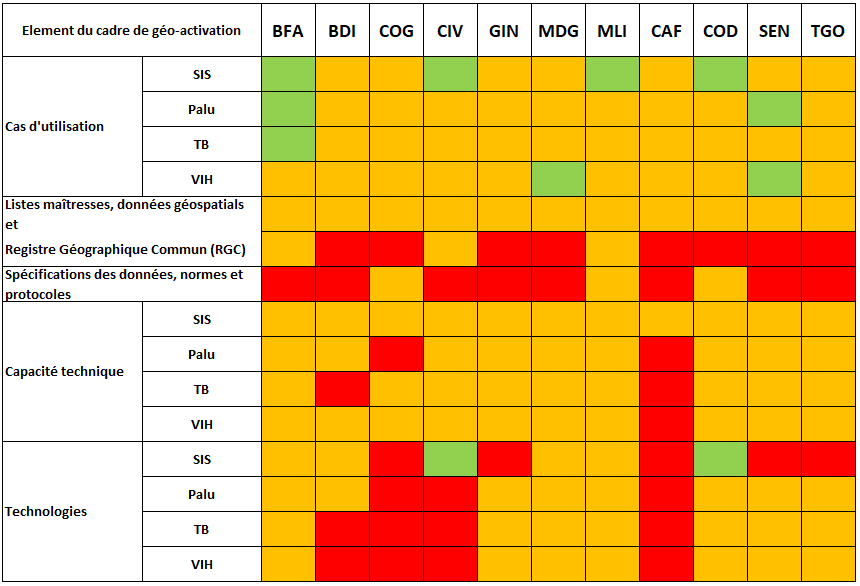 Element du cadre de géo-activation BFA BDI COG CIV GIN MDG MLI CAF COD SEN TGO
Cas d'utilisation
SIS
Palu
TB
VIH
Listes maîtresses, données géospatials
et
Registre Géographique Commun (RGC)
Spécifications des données, normes et
protocoles
Capacité technique
SIS
Palu
TB
VIH
Technologies
SIS
Palu
TB
VIH